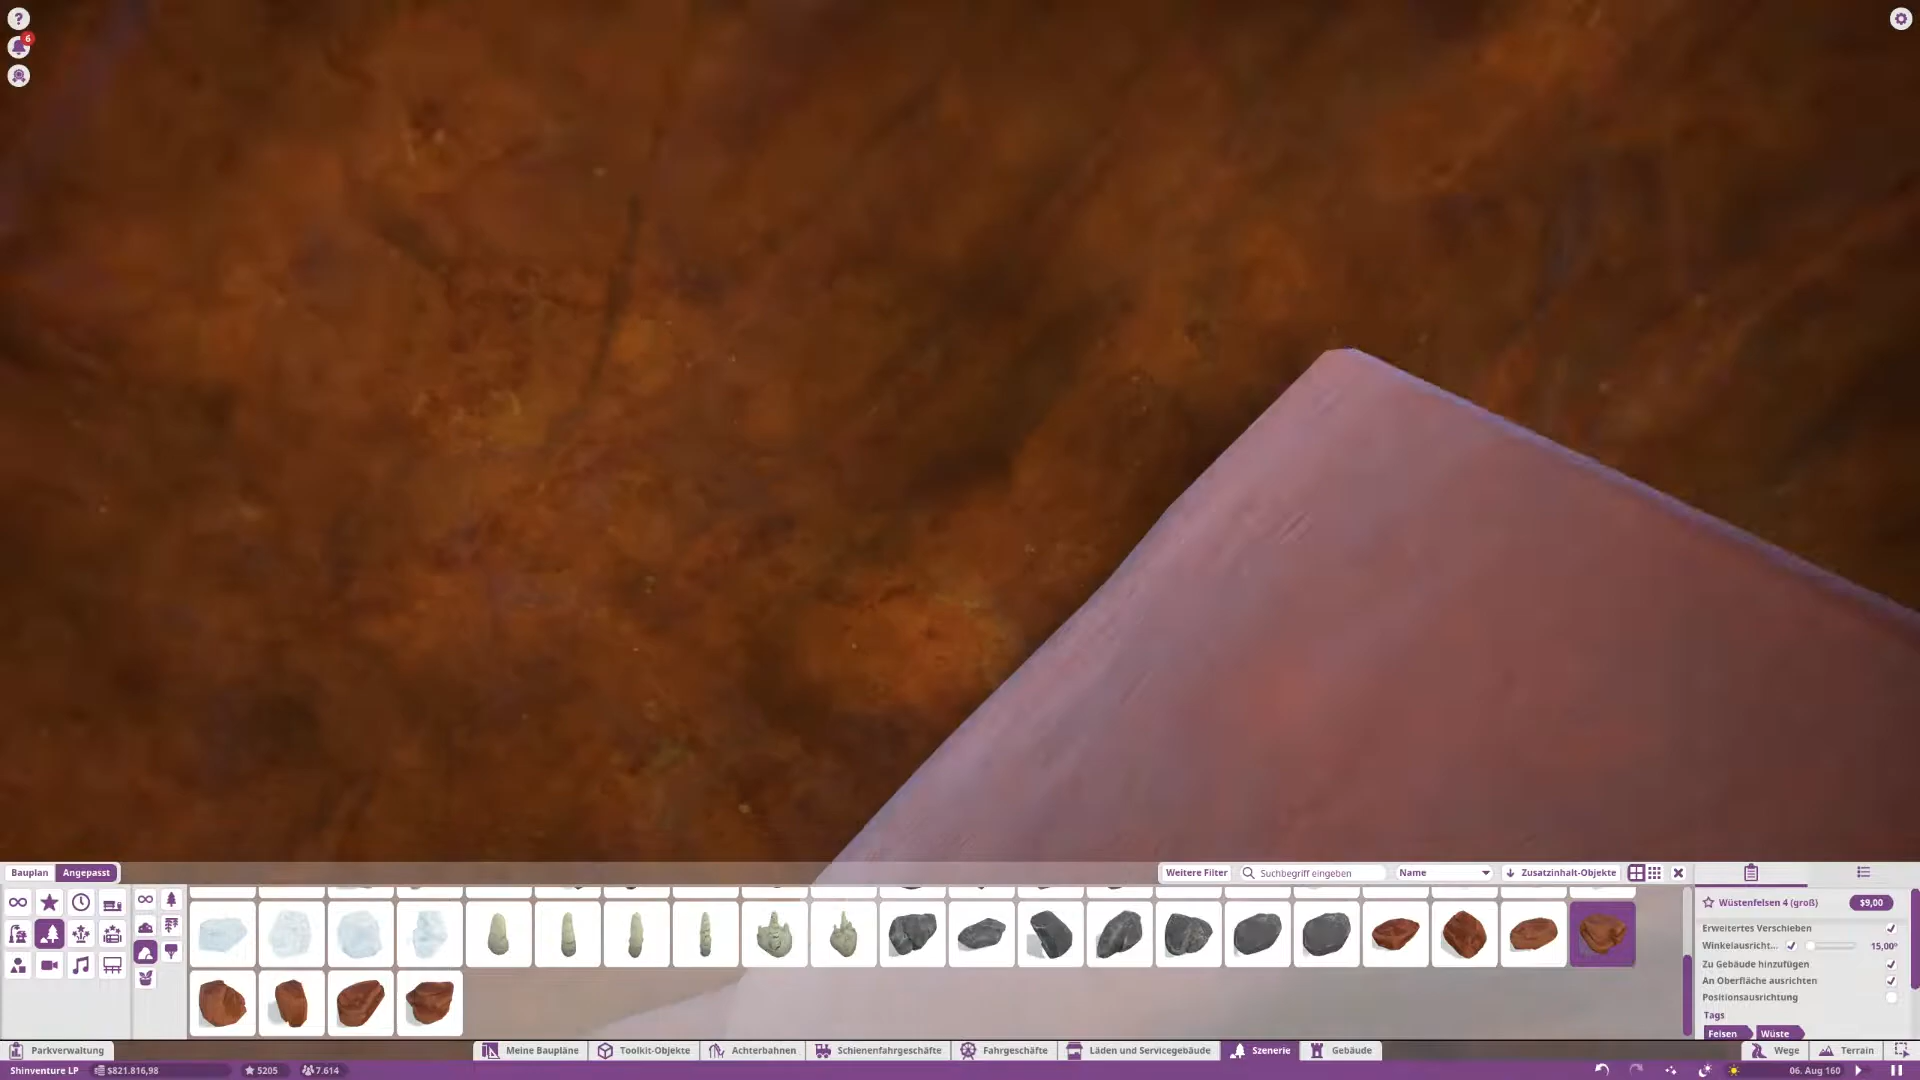 ?
6
Bauplan
Angepasst
Weitere Filter
Suchbegriff eingeben
Name
Zusatzinhalt-Objekte
Wüstenfelsen 4 (groß)
$9,00
Erweitertes Verschieben
Winkelausricht...
15,00°
Zu Gebäude hinzufügen
An Oberfläche ausrichten
Positionsausrichtung
Tags
Felsen
Wüste
Parkverwaltung
Meine Baupläne
Toolkit-Objekte
Achterbahnen
Schienenfahrgeschäfte
Fahrgeschäfte
Läden und Servicegebäude
Szenerie
Gebäude
Wege
Terrain
Shinventure LP
$821.816,98
5205
7.614
06. Aug 160